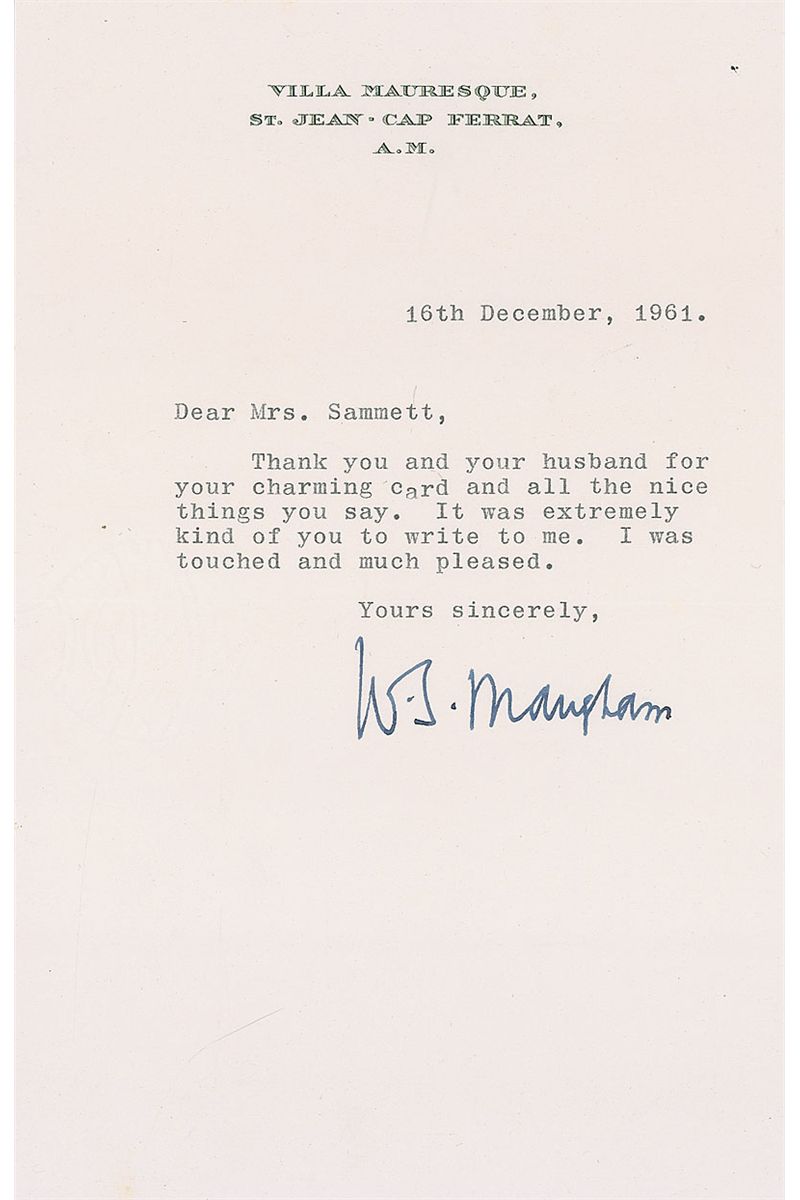 VILLA MAURESQUE,
ST. JEAN - CAP FERRAT,
A.M.
16th December, 1961.
Dear Mrs. Sammett,
Thank you and your husband for
your charming card and all the nice
things you say. It was extremely
kind of you to write to me. I was
touched and much pleased.
Yours sincerely,
W.S. Maugham